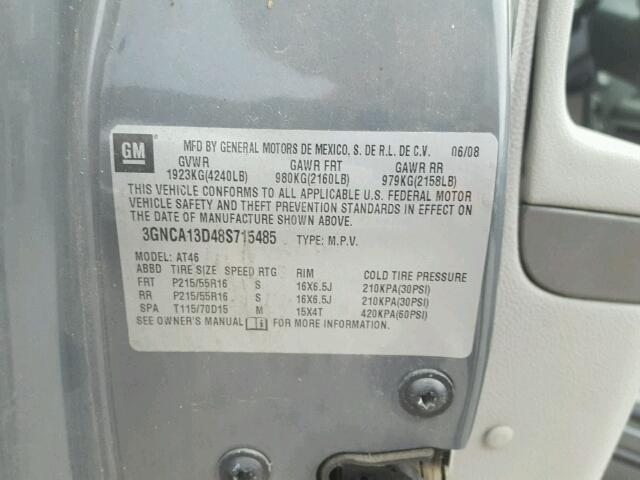 GM
MFD BY GENERAL MOTORS DE MEXICO, S. DE R.L. DE C.V. 06/08
GVWR GAWR FRT GAWR RR
1923KG(4240LB) 980KG(2160LB) 979KG(2158LB)
THIS VEHICLE CONFORMS TO ALL APPLICABLE U.S. FEDERAL MOTOR
VEHICLE SAFETY AND THEFT PREVENTION STANDARDS IN EFFECT ON
THE DATE OF MANUFACTURE SHOWN ABOVE.
3GNCA13D48S715485 TYPE: M.P.V.
MODEL: AT46
ABBD TIRE SIZE SPEED RTG RIM COLD TIRE PRESSURE
FRT P215/55R16 S 16X6.5J 210KPA(30PSI)
RR P215/55R16 S 16X6.5J 210KPA(30PSI)
SPA T115/70D15 M 15X4T 420KPA(60PSI)
SEE OWNER'S MANUAL FOR MORE INFORMATION.